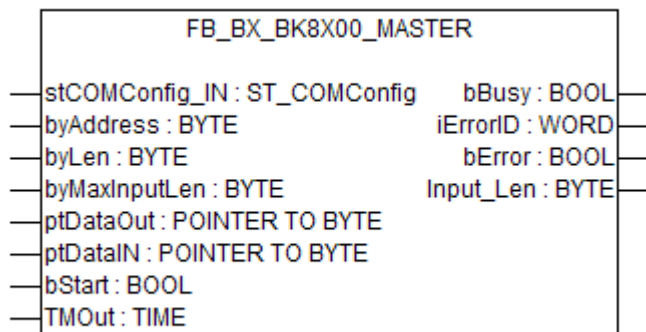 FB_BX_BK8X00_MASTER
stCOMConfig_IN : ST_COMConfig bBusy : BOOL
byAddress : BYTE iErrorID : WORD
byLen : BYTE bError : BOOL
byMaxInputLen : BYTE Input_Len : BYTE
ptDataOut : POINTER TO BYTE
ptDataIN : POINTER TO BYTE
bStart : BOOL
TMOut : TIME